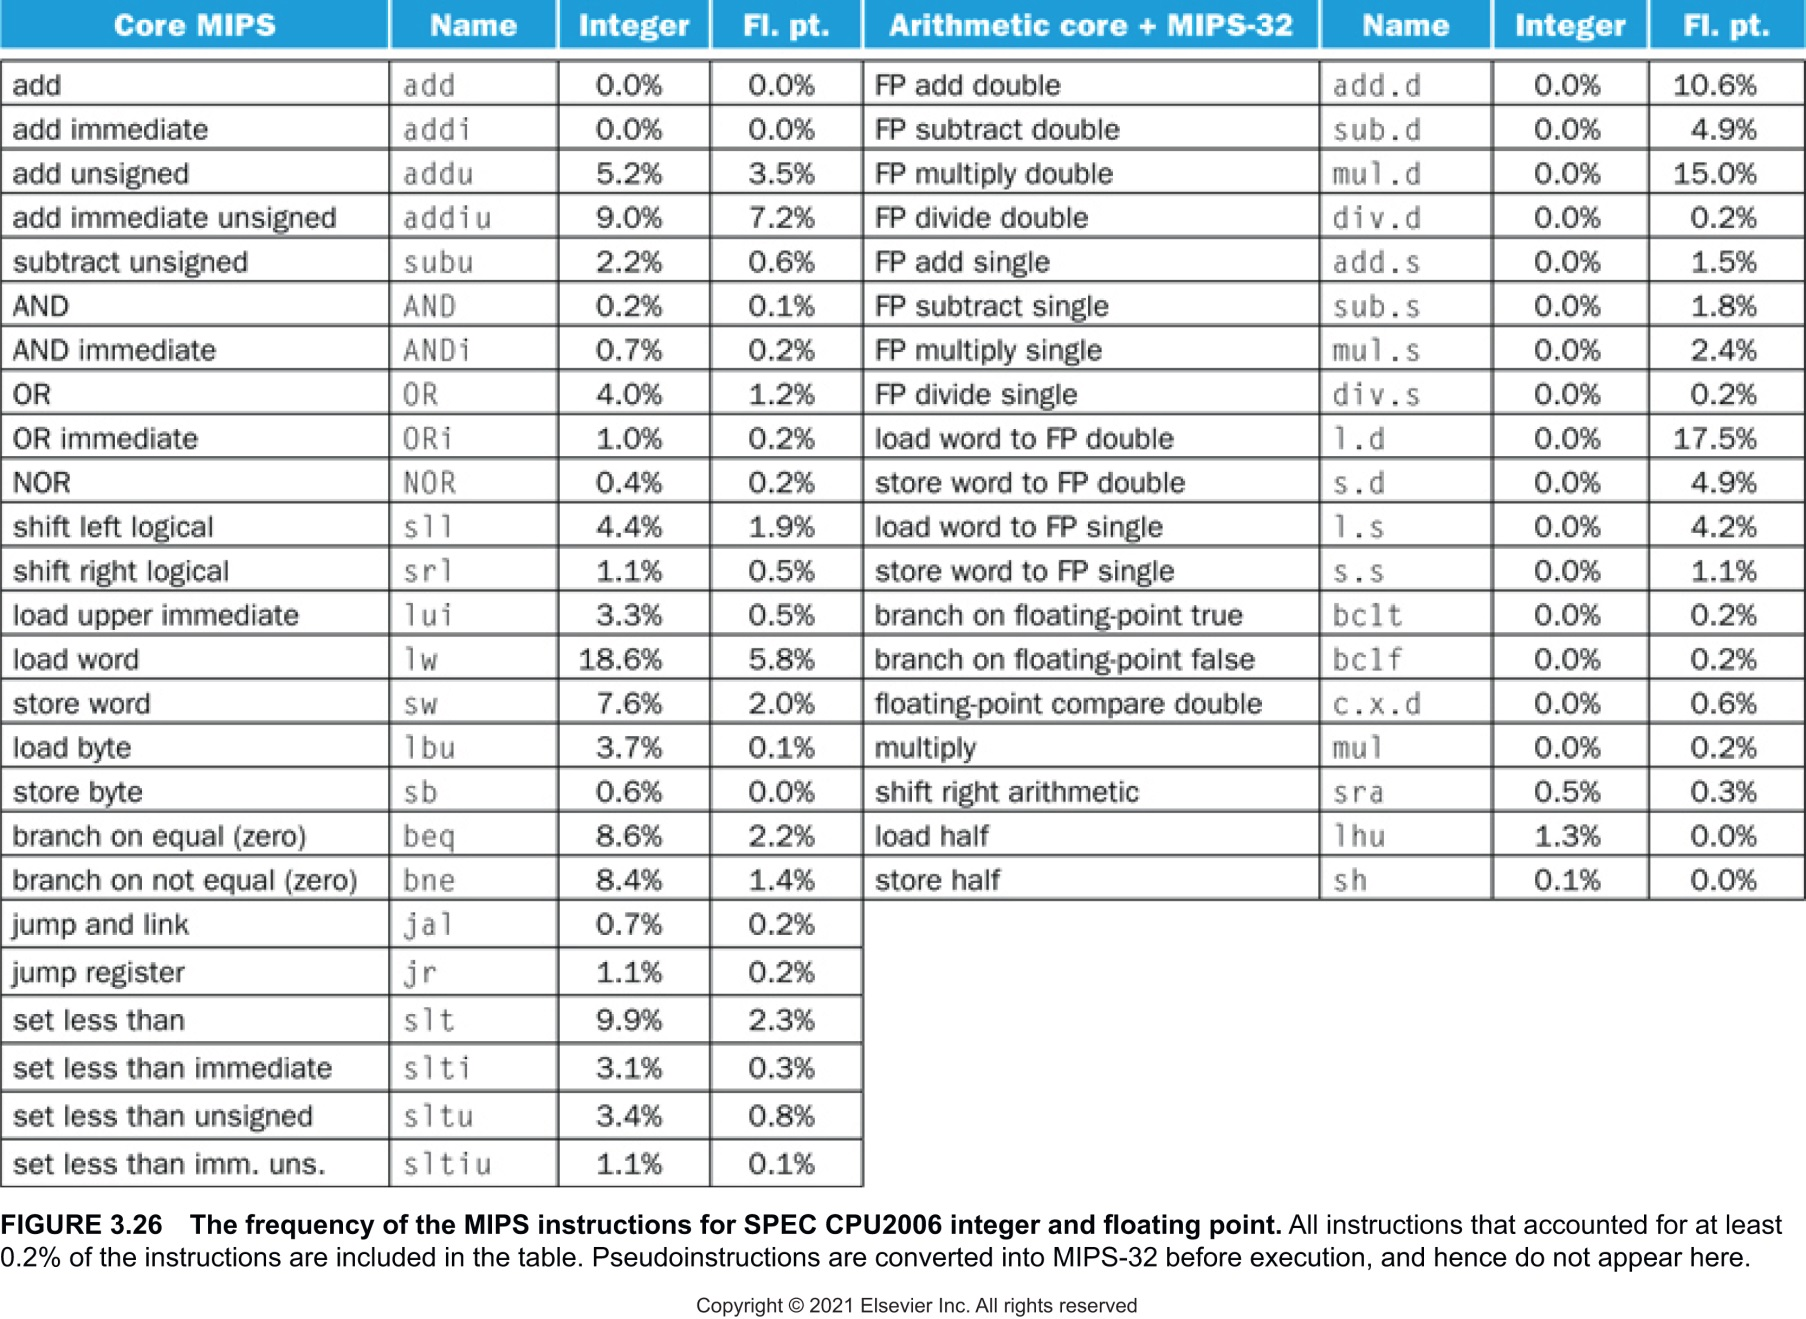 Core MIPS Name Integer Fl. pt. Arithmetic core + MIPS-32 Name Integer Fl. pt.
add add 0.0% 0.0% FP add double add.d 0.0% 10.6%
add immediate addi 0.0% 0.0% FP subtract double sub.d 0.0% 4.9%
add unsigned addu 5.2% 3.5% FP multiply double mul.d 0.0% 15.0%
add immediate unsigned addiu 9.0% 7.2% FP divide double div.d 0.0% 0.2%
subtract unsigned subu 2.2% 0.6% FP add single add.s 0.0% 1.5%
AND AND 0.2% 0.1% FP subtract single sub.s 0.0% 1.8%
AND immediate ANDi 0.7% 0.2% FP multiply single mul.s 0.0% 2.4%
OR OR 4.0% 1.2% FP divide single div.s 0.0% 0.2%
OR immediate ORi 1.0% 0.2% load word to FP double l.d 0.0% 17.5%
NOR NOR 0.4% 0.2% store word to FP double s.d 0.0% 4.9%
shift left logical sll 4.4% 1.9% load word to FP single l.s 0.0% 4.2%
shift right logical srl 1.1% 0.5% store word to FP single s.s 0.0% 1.1%
load upper immediate lui 3.3% 0.5% branch on floating-point true bclt 0.0% 0.2%
load word lw 18.6% 5.8% branch on floating-point false bclf 0.0% 0.2%
store word sw 7.6% 2.0% floating-point compare double c.x.d 0.0% 0.6%
load byte lbu 3.7% 0.1% multiply mul 0.0% 0.2%
store byte sb 0.6% 0.0% shift right arithmetic sra 0.5% 0.3%
branch on equal (zero) beq 8.6% 2.2% load half lhu 1.3% 0.0%
branch on not equal (zero) bne 8.4% 1.4% store half sh 0.1% 0.0%
jump and link jal 0.7% 0.2%
jump register jr 1.1% 0.2%
set less than slt 9.9% 2.3%
set less than immediate slti 3.1% 0.3%
set less than unsigned sltu 3.4% 0.8%
set less than imm. uns. sltiu 1.1% 0.1%
FIGURE 3.26 The frequency of the MIPS instructions for SPEC CPU2006 integer and floating point. All instructions that accounted for at least
0.2% of the instructions are included in the table. Pseudoinstructions are converted into MIPS-32 before execution, and hence do not appear here.
Copyright © 2021 Elsevier Inc. All rights reserved